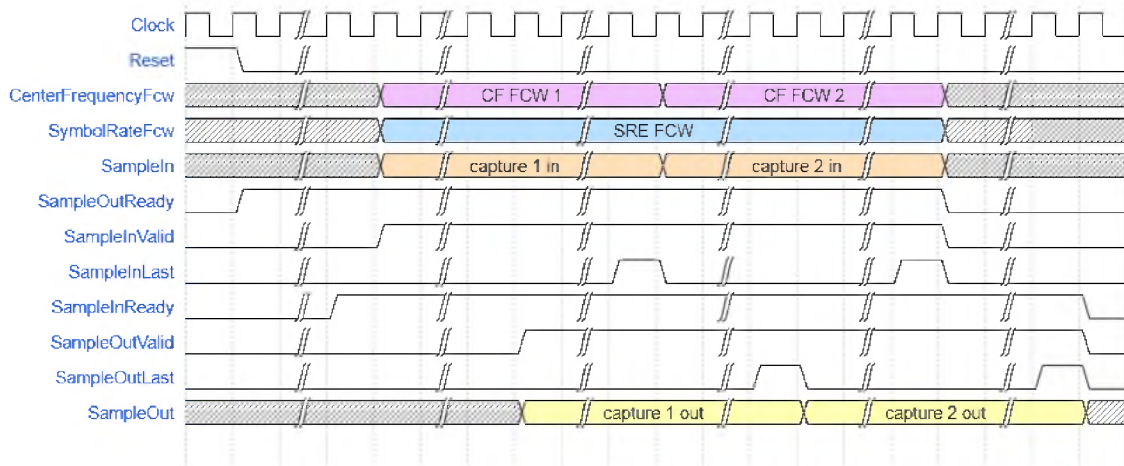 Clock
Reset
CenterFrequencyFcw CF FCW 1 CF FCW 2
SymbolRateFcw SRE FCW
SampleIn capture 1 in capture 2 in
SampleOutReady
SampleInValid
SampleInLast
SampleInReady
SampleOutValid
SampleOutLast
SampleOut capture 1 out capture 2 out